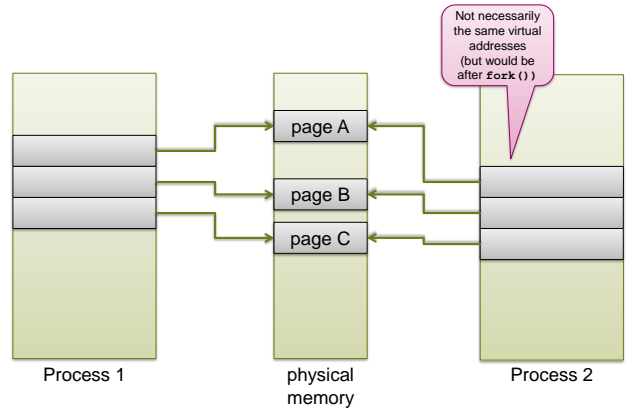 Not necessarily
the same virtual
addresses
(but would be
after fork())
page A
page B
page C
Process 1
physical
memory
Process 2